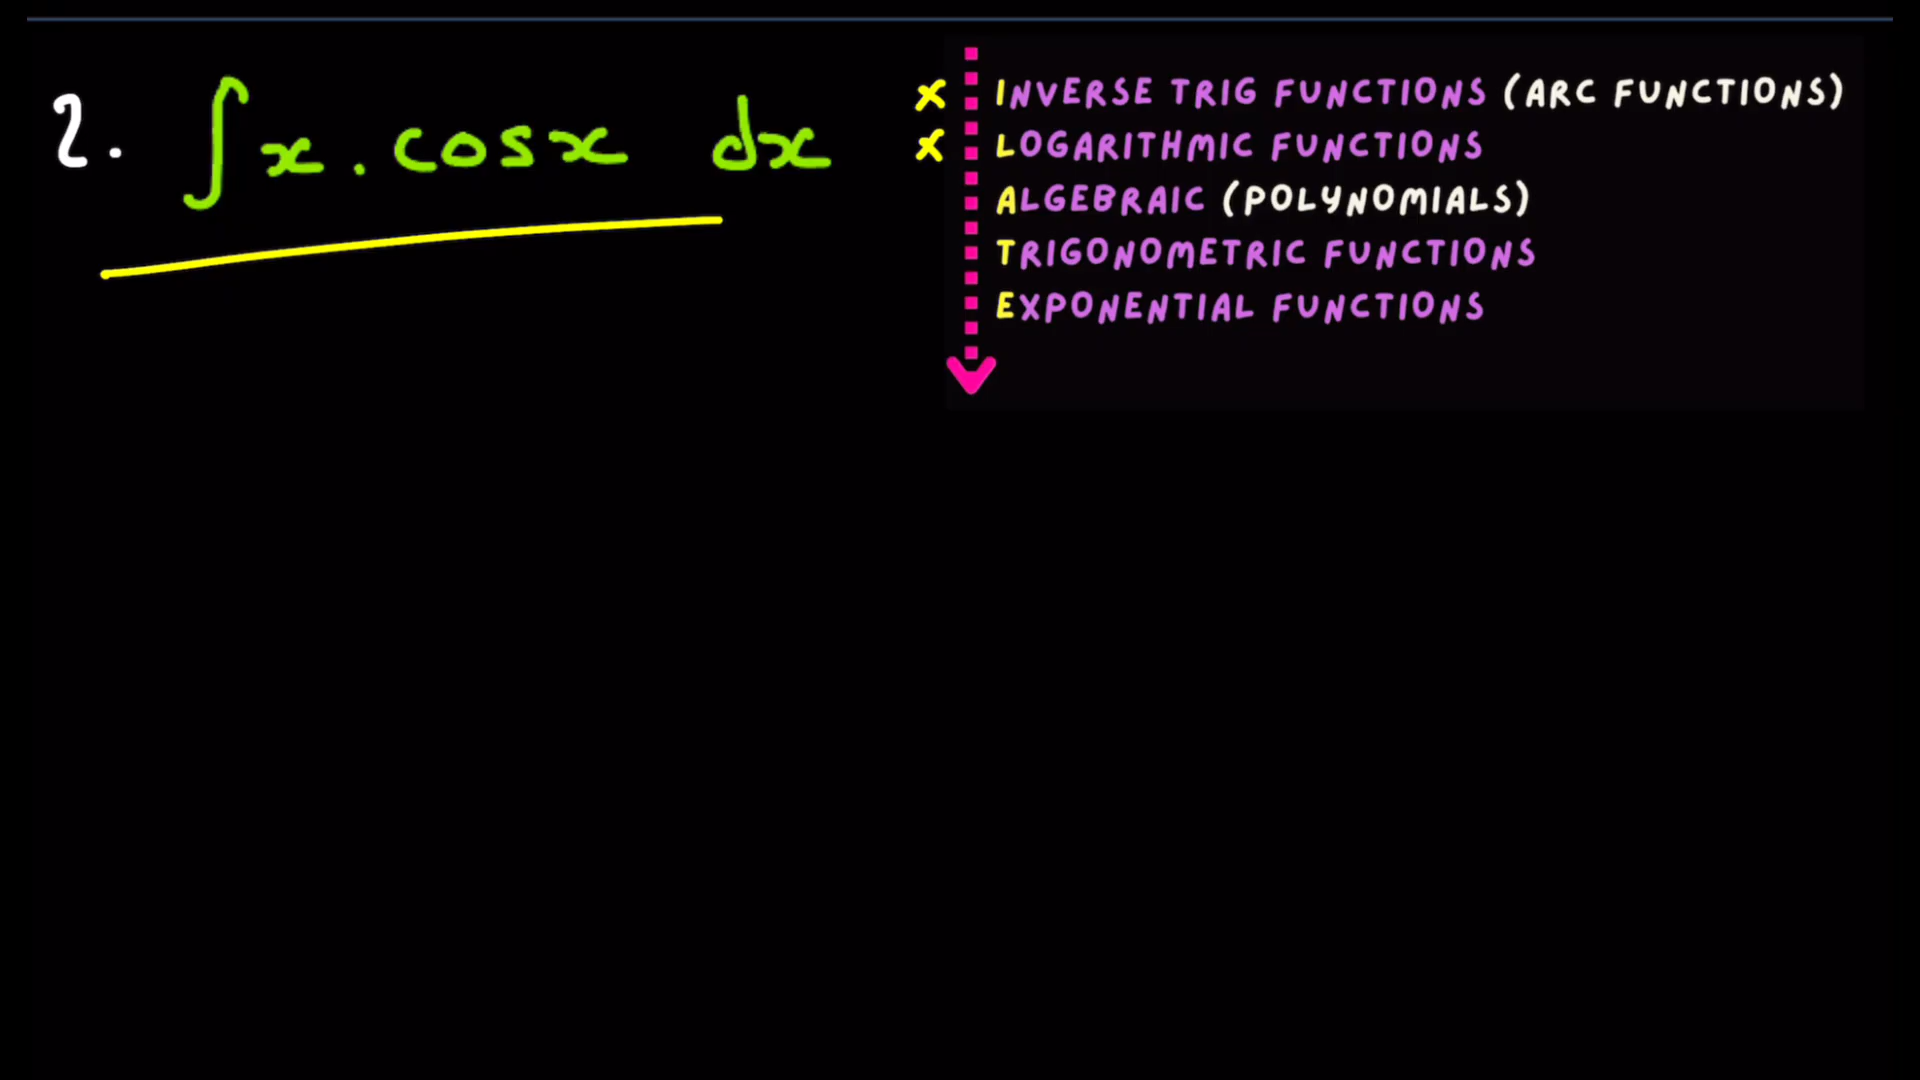 2. ∫ x . cosx dx
x INVERSE TRIG FUNCTIONS (ARC FUNCTIONS)
x LOGARITHMIC FUNCTIONS
ALGEBRAIC (POLYNOMIALS)
TRIGONOMETRIC FUNCTIONS
EXPONENTIAL FUNCTIONS